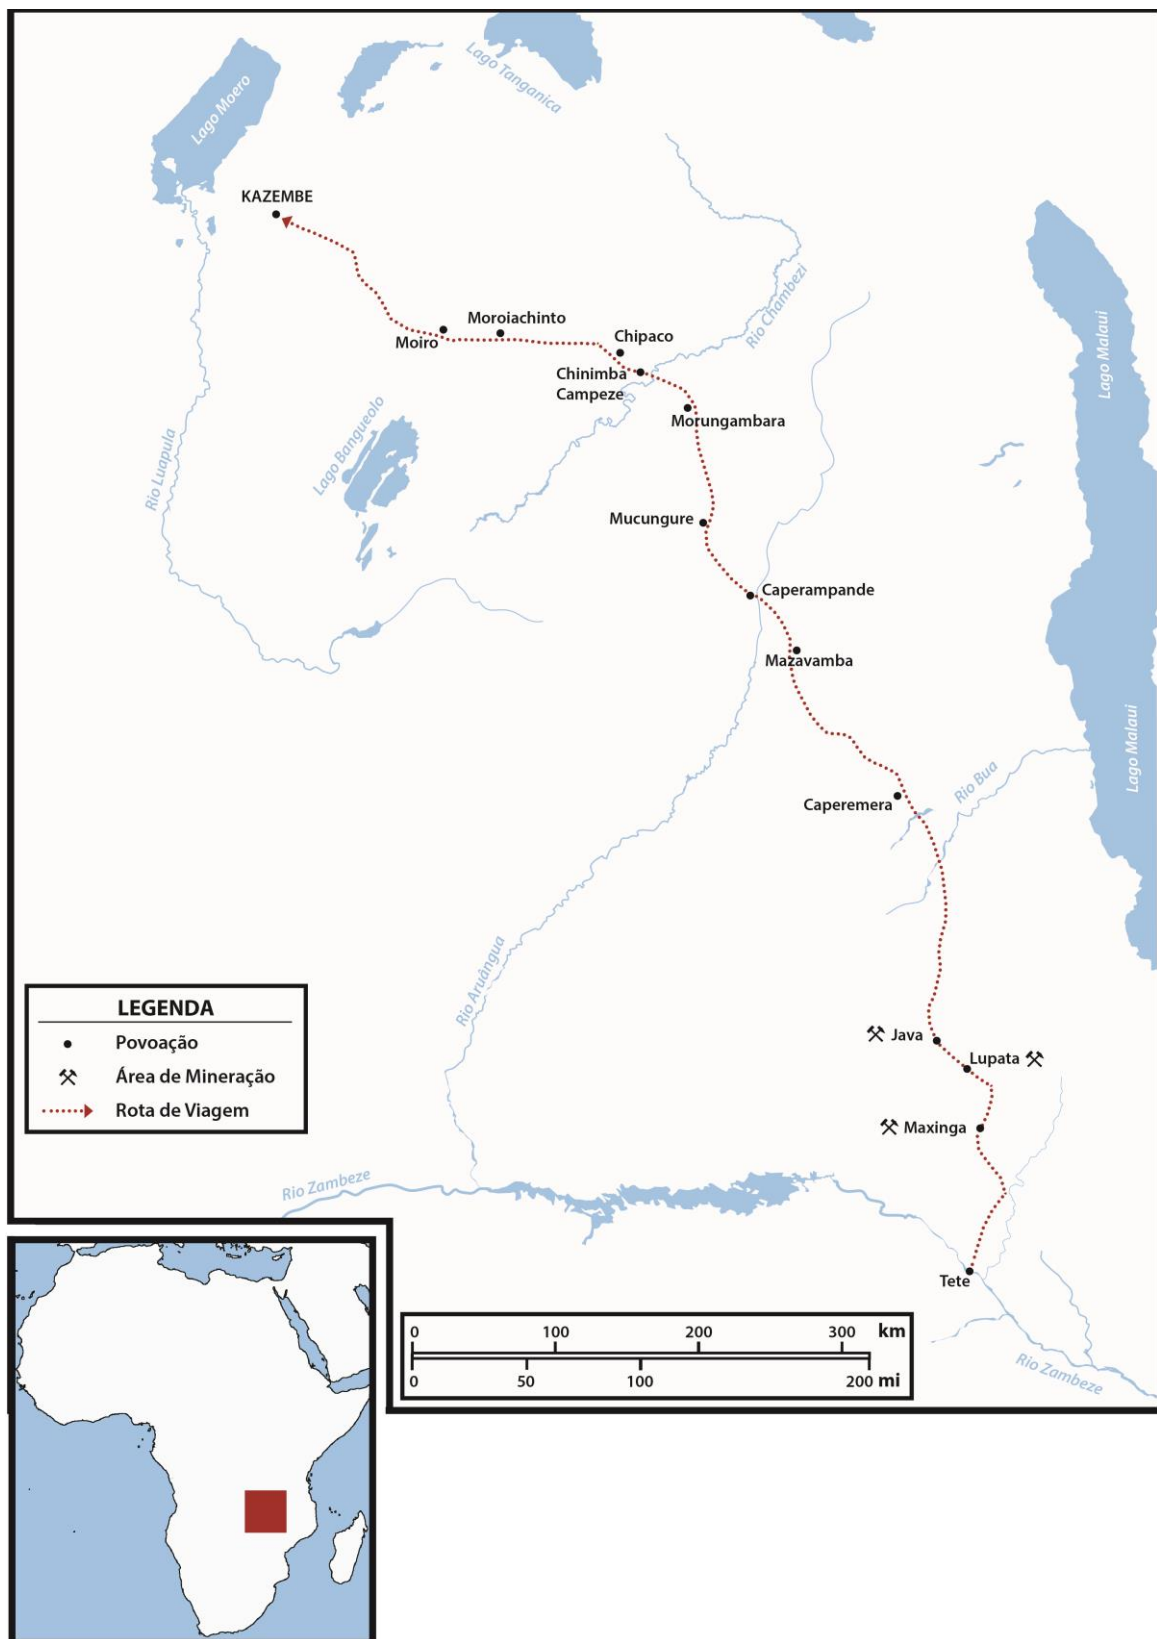 Lago Moero
Lago Tanganica
KAZEMBE
Moroiachinto
Moiro
Chipaco
Chinimba
Campeze
Rio Chambezi
Morungambara
Lago Malaui
Lago Bangueolo
Rio Luapula
Mucungure
Caperampande
Mazavamba
Lago Malaui
Rio Bua
Caperemera
Rio Aruângua
Java
Lupata
Maxinga
LEGENDA
Povoação
Área de Mineração
Rota de Viagem
Rio Zambeze
Tete
Rio Zambeze
0 100 200 300 km
0 50 100 200 mi